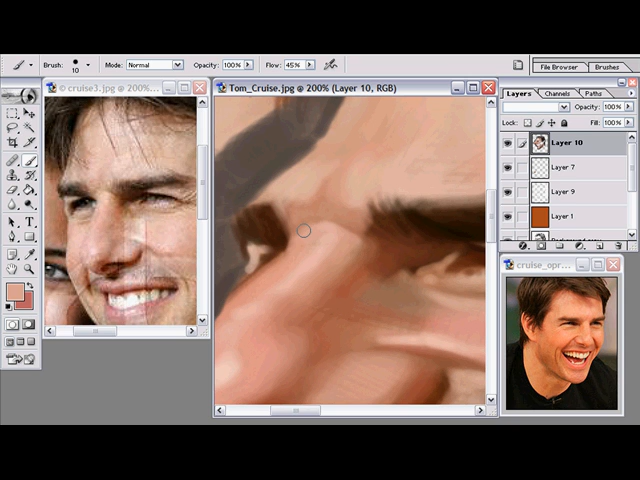 Brush: 10 Mode: Normal Opacity: 100% Flow: 45% File Browser Brushes
© cruise3.jpg @ 200%...
Tom_Cruise.jpg @ 200% (Layer 10, RGB)
Layers Channels Paths
Opacity: 100%
Lock: Fill: 100%
Layer 10
Layer 7
Layer 9
Layer 1
cruise_opr...